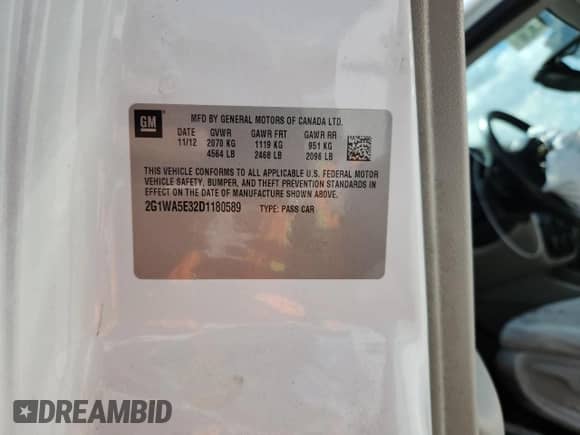 GM
MFD BY GENERAL MOTORS OF CANADA LTD.
DATE GVWR GAWR FRT GAWR RR
11/12 2070 KG 1119 KG 951 KG
4564 LB 2468 LB 2096 LB
THIS VEHICLE CONFORMS TO ALL APPLICABLE U.S. FEDERAL MOTOR
VEHICLE SAFETY, BUMPER, AND THEFT PREVENTION STANDARDS IN
EFFECT ON THE DATE OF MANUFACTURE SHOWN ABOVE.
2G1WA5E32D1180589 TYPE: PASS CAR
DREAMBID